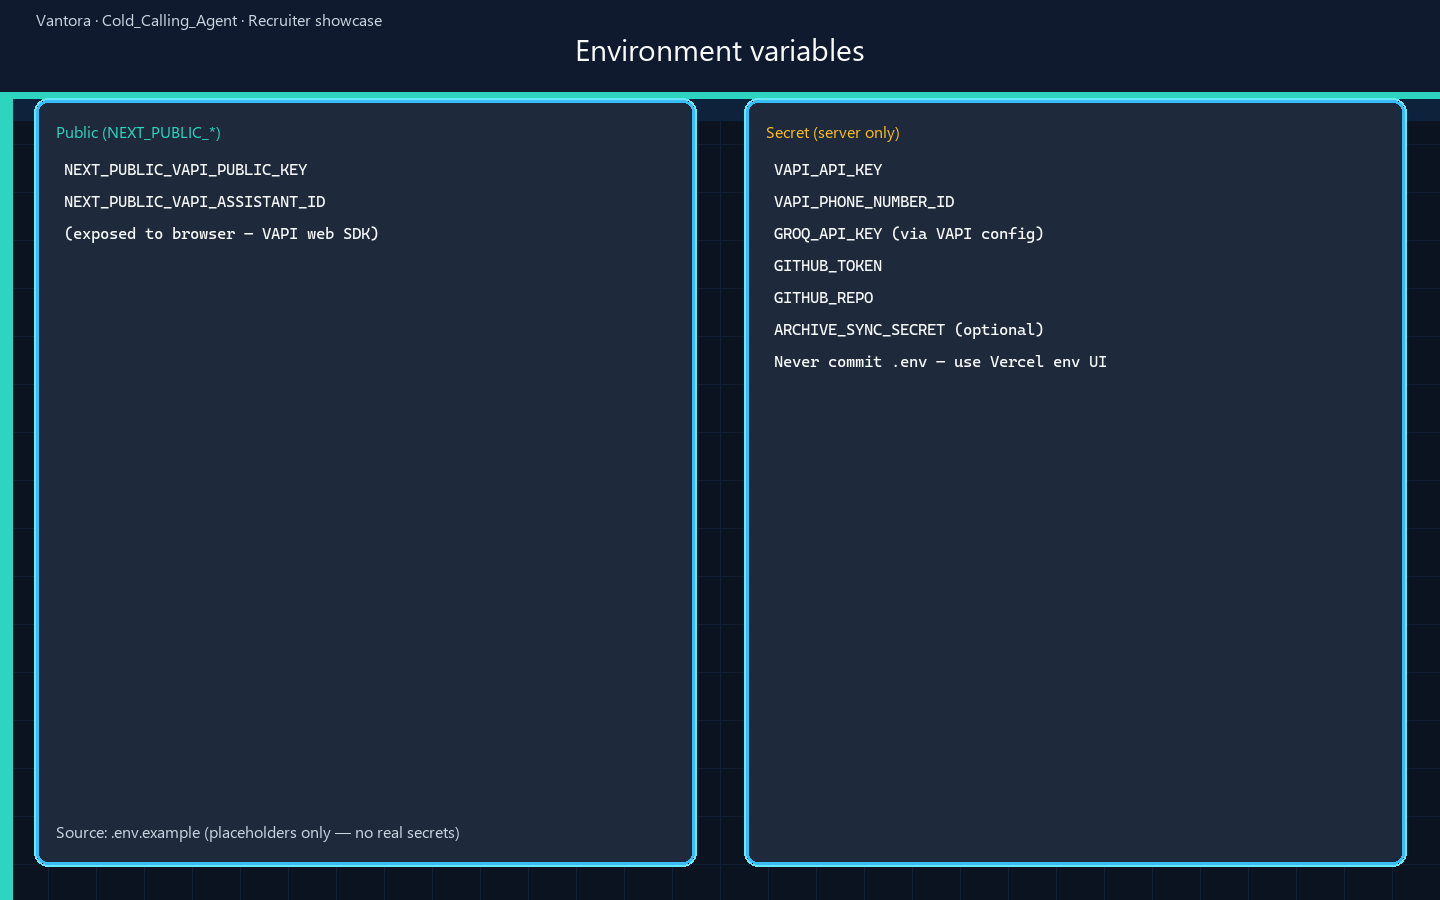 Vantora · Cold_Calling_Agent · Recruiter showcase
Environment variables
Public (NEXT_PUBLIC_*)
NEXT_PUBLIC_VAPI_PUBLIC_KEY
NEXT_PUBLIC_VAPI_ASSISTANT_ID
(exposed to browser — VAPI web SDK)
Source: .env.example (placeholders only — no real secrets)
Secret (server only)
VAPI_API_KEY
VAPI_PHONE_NUMBER_ID
GROQ_API_KEY (via VAPI config)
GITHUB_TOKEN
GITHUB_REPO
ARCHIVE_SYNC_SECRET (optional)
Never commit .env — use Vercel env UI